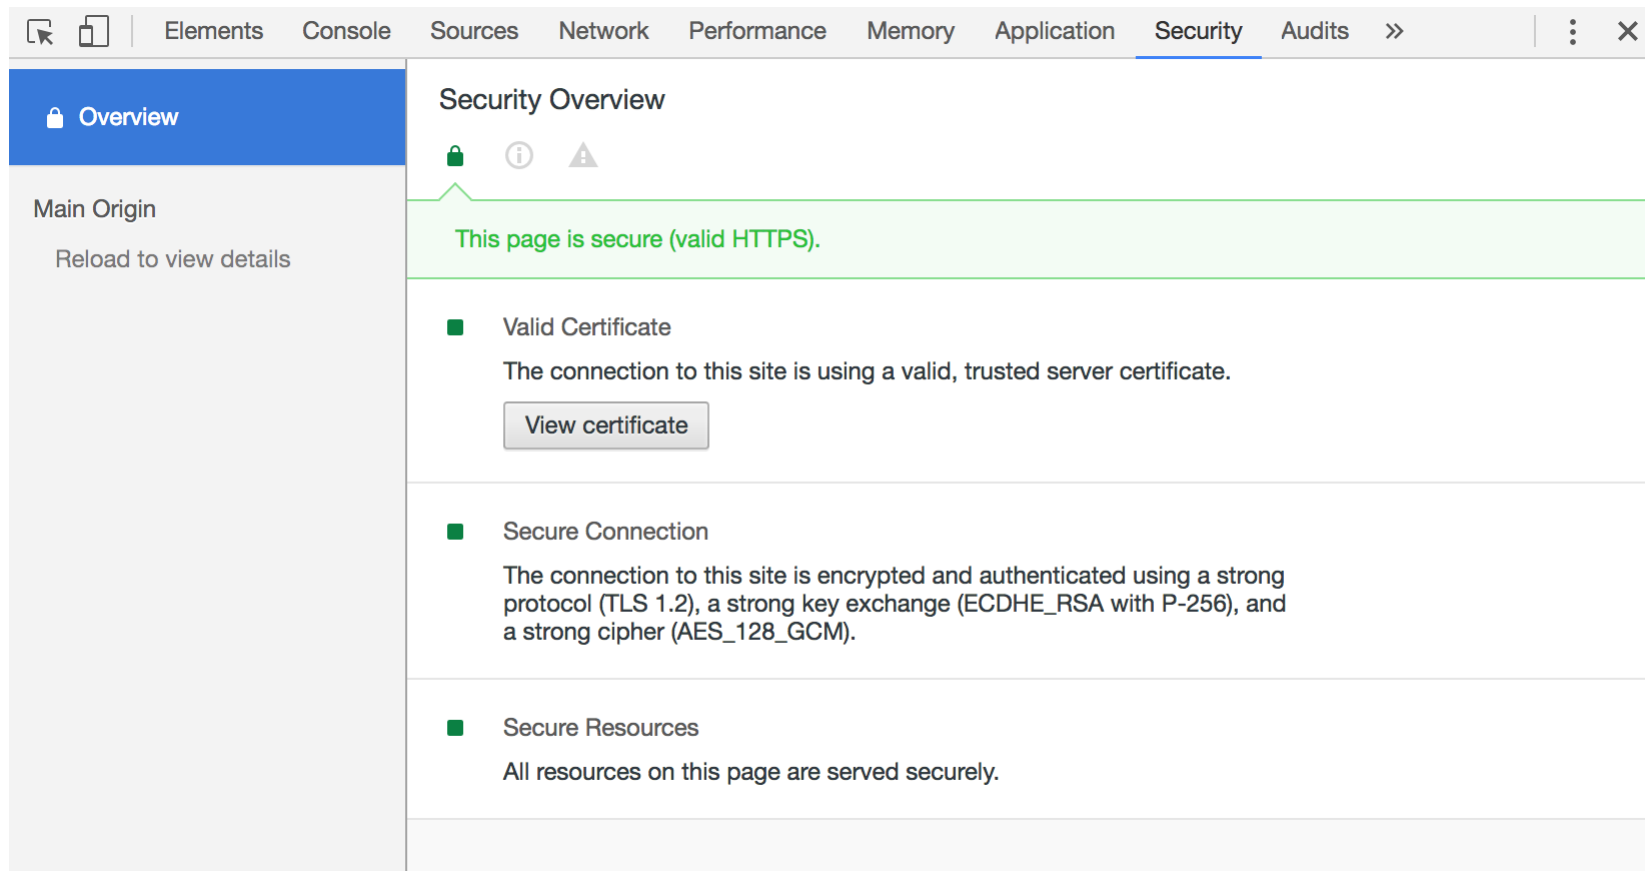 Elements Console Sources Network Performance Memory Application Security Audits
Overview
Main Origin
Reload to view details
Security Overview
This page is secure (valid HTTPS).
Valid Certificate
The connection to this site is using a valid, trusted server certificate.
View certificate
Secure Connection
The connection to this site is encrypted and authenticated using a strong
protocol (TLS 1.2), a strong key exchange (ECDHE_RSA with P-256), and
a strong cipher (AES_128_GCM).
Secure Resources
All resources on this page are served securely.